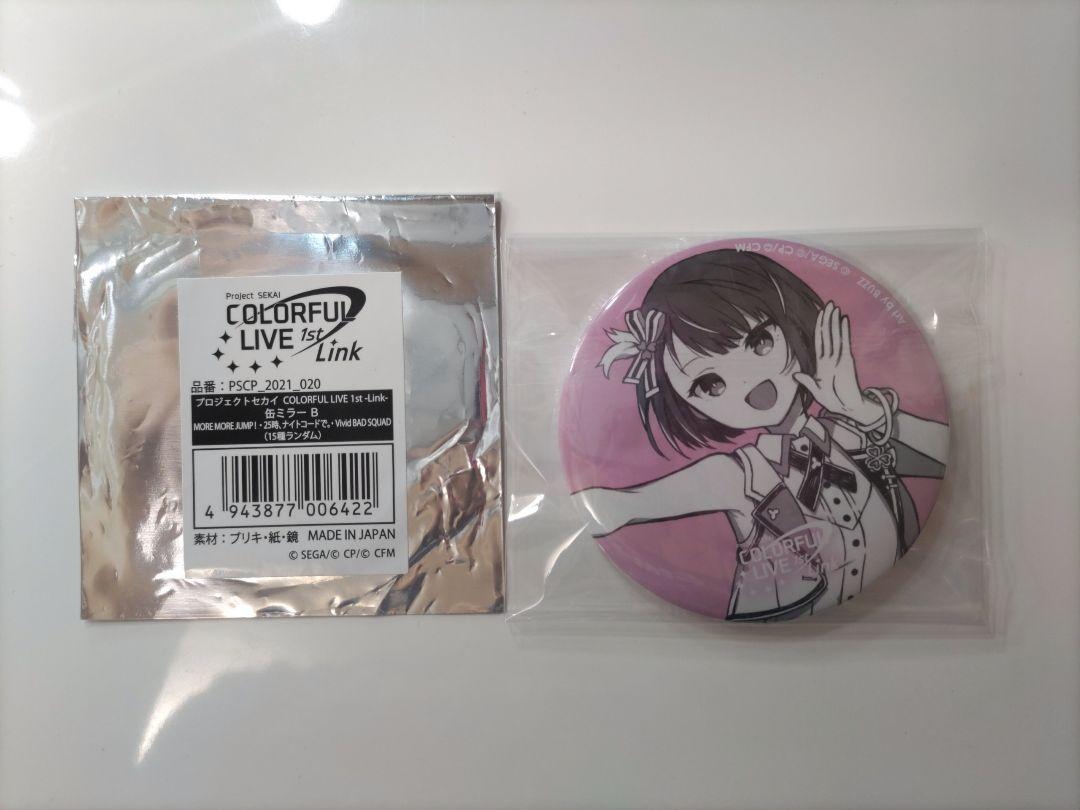 Project SEKAI
COLORFUL
LIVE 1st
Link
品番：PSCP_2021_020
プロジェクトセカイ COLORFUL LIVE 1st -Link-
缶ミラー B
MORE MORE JUMP！・25時、ナイトコードで。・Vivid BAD SQUAD
（15種ランダム）
4 943877 006422
素材：ブリキ・紙・鏡 MADE IN JAPAN
© SEGA/© CP/© CFM
© SEGA/© CP/© CFM
Art by BUZZ
COLORFUL
LIVE 1st
Link